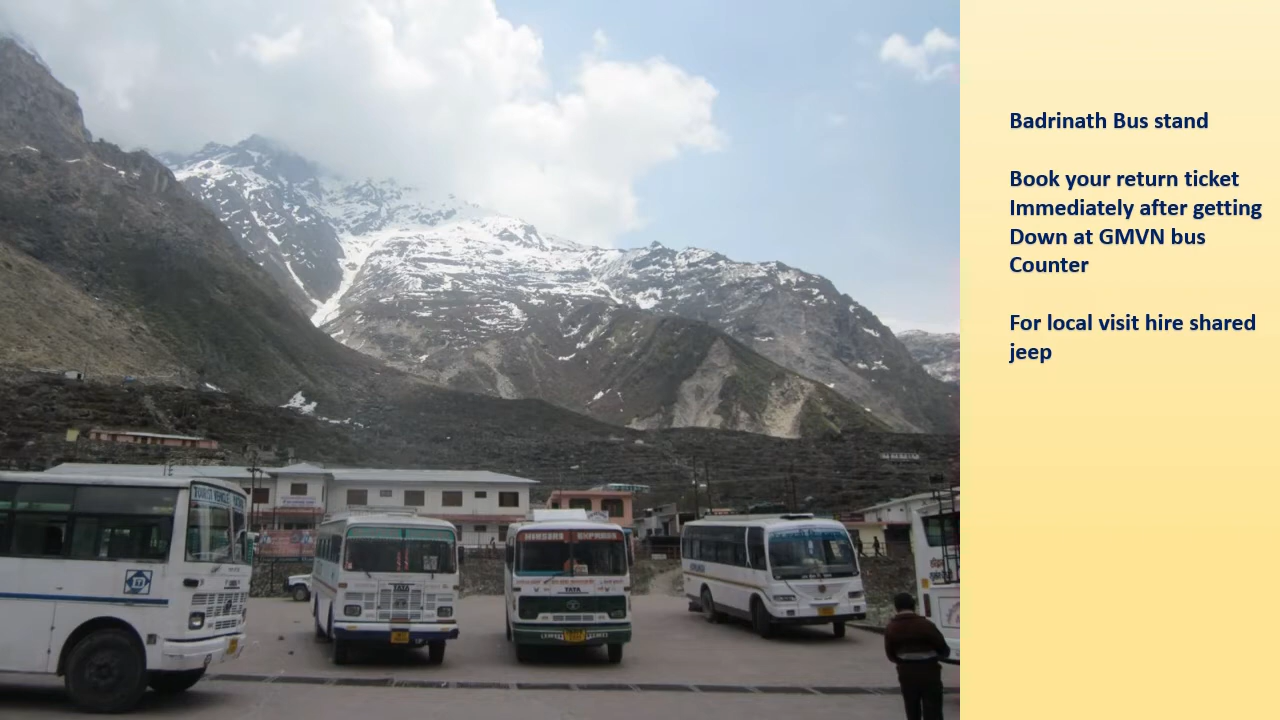 Badrinath Bus stand
Book your return ticket
Immediately after getting
Down at GMVN bus
Counter
For local visit hire shared
jeep
TATA
TATA